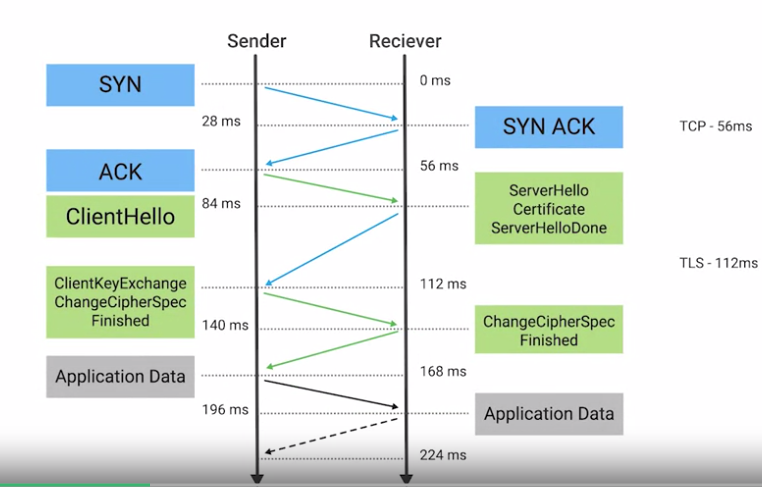 Sender
Reciever
SYN
0 ms
28 ms
SYN ACK
TCP - 56ms
ACK
56 ms
ClientHello
84 ms
ServerHello
Certificate
ServerHelloDone
TLS - 112ms
ClientKeyExchange
ChangeCipherSpec
Finished
112 ms
140 ms
ChangeCipherSpec
Finished
Application Data
168 ms
196 ms
Application Data
224 ms